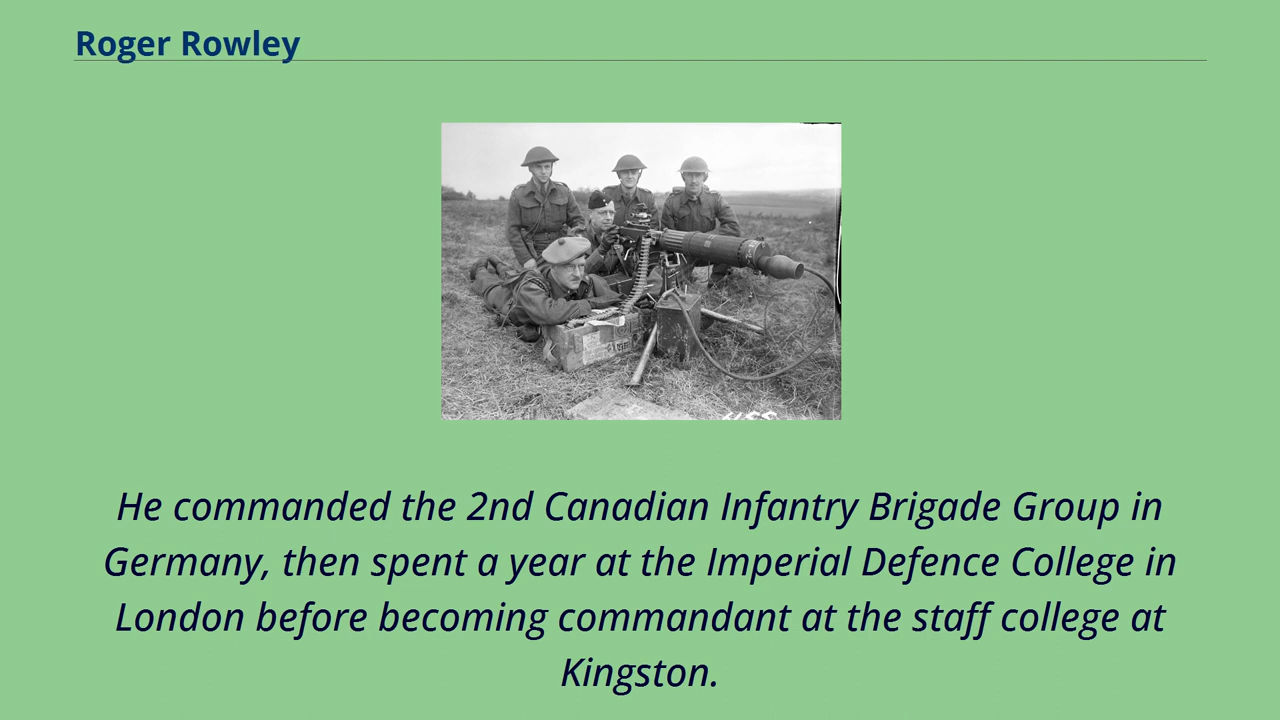 Roger Rowley
He commanded the 2nd Canadian Infantry Brigade Group in
Germany, then spent a year at the Imperial Defence College in
London before becoming commandant at the staff college at
Kingston.